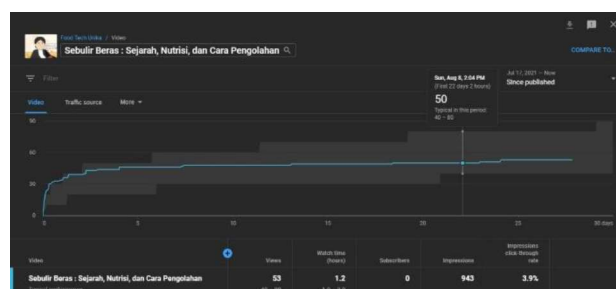 Food Tech Unika / Video
Sebulir Beras : Sejarah, Nutrisi, dan Cara Pengolahan
COMPARE TO...
Filter
Jul 17, 2021 – Now
Since published
Sun, Aug 8, 2:04 PM
(First 22 days 2 hours)
50
Typical in this period:
40 – 80
Video Traffic source More
90
60
30
0
0 5 10 15 20 25 30 days
Video Views Watch time (hours) Subscribers Impressions Impressions click-through rate
Sebulir Beras : Sejarah, Nutrisi, dan Cara Pengolahan 53 1.2 0 943 3.9%